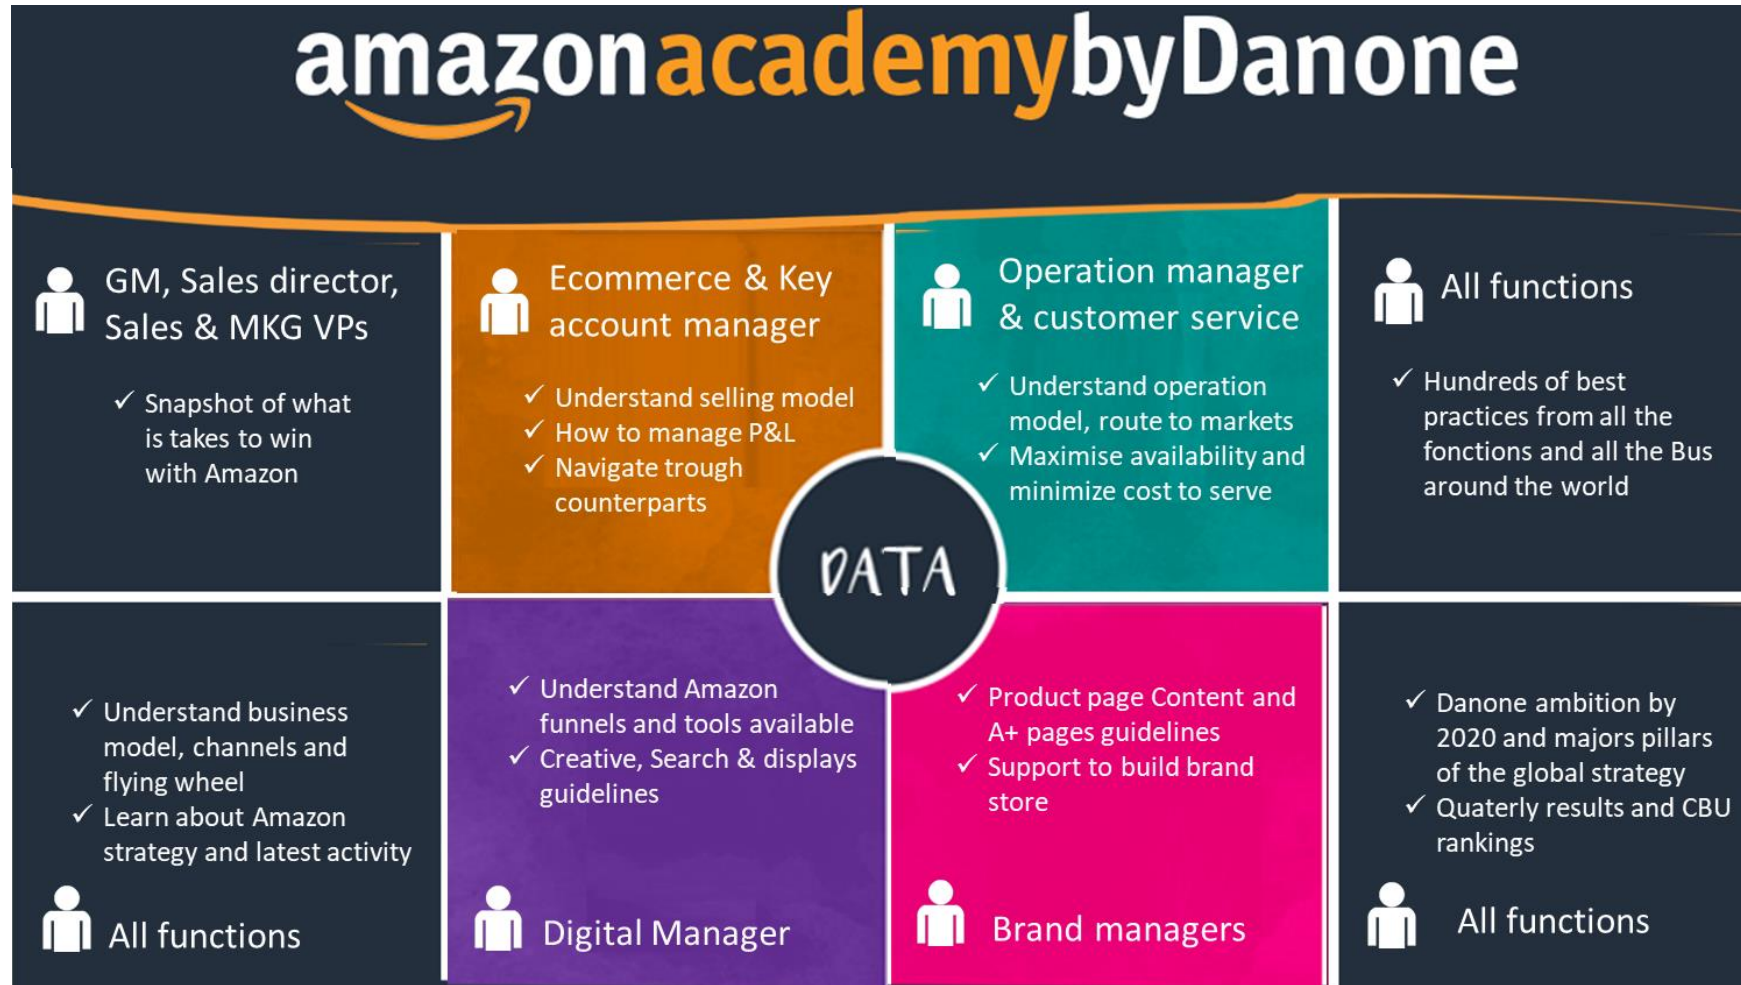 amazonacademybyDanone
GM, Sales director,
Sales & MKG VPs
✓ Snapshot of what
is takes to win
with Amazon
Ecommerce & Key
account manager
✓ Understand selling model
✓ How to manage P&L
✓ Navigate trough
counterparts
Operation manager
& customer service
✓ Understand operation
model, route to markets
✓ Maximise availability and
minimize cost to serve
All functions
✓ Hundreds of best
practices from all the
fonctions and all the Bus
around the world
DATA
✓ Understand business
model, channels and
flying wheel
✓ Learn about Amazon
strategy and latest activity
All functions
✓ Understand Amazon
funnels and tools available
✓ Creative, Search & displays
guidelines
Digital Manager
✓ Product page Content and
A+ pages guidelines
✓ Support to build brand
store
Brand managers
✓ Danone ambition by
2020 and majors pillars
of the global strategy
✓ Quaterly results and CBU
rankings
All functions